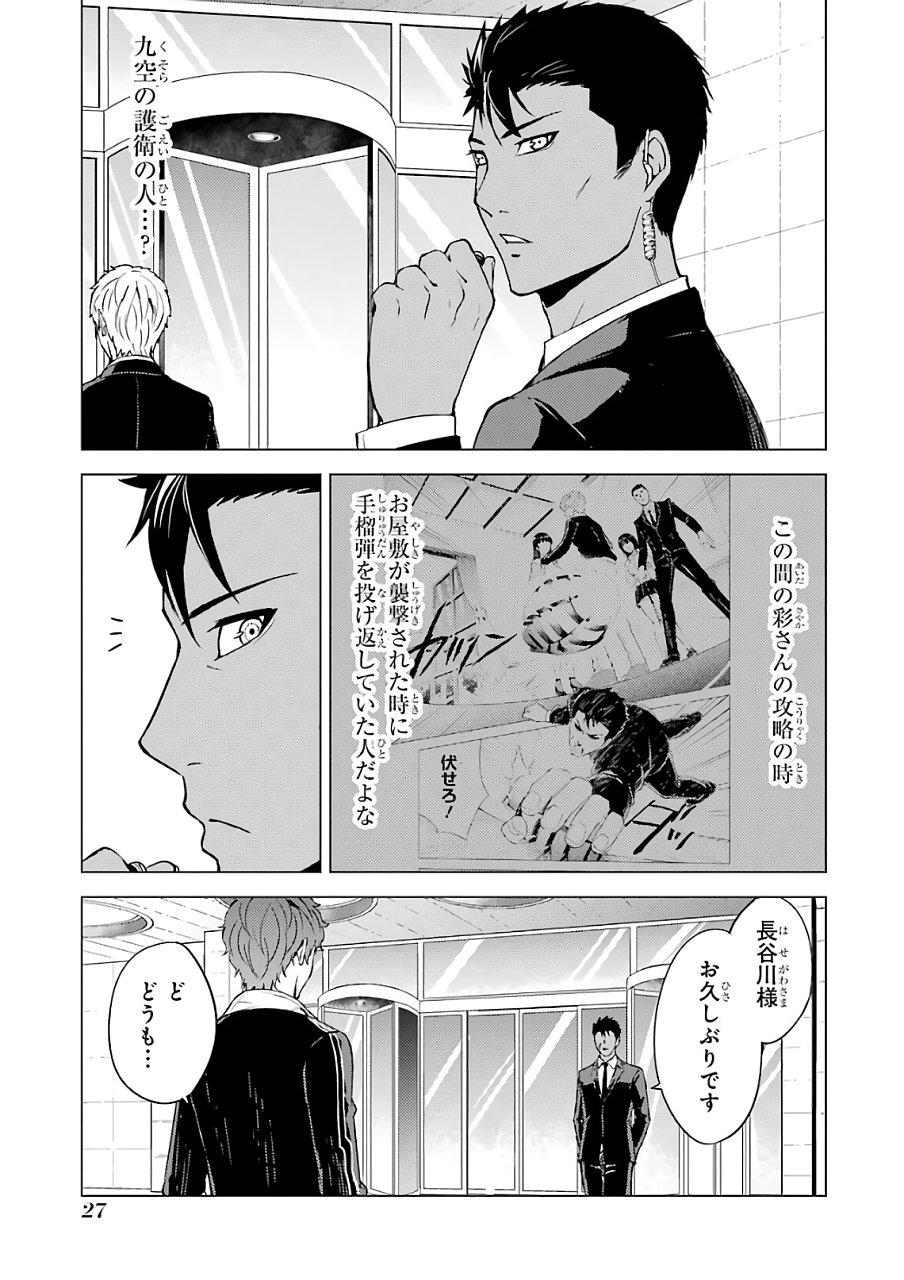 九空の護衛の人…?
この間の彩さんの攻略の時
お屋敷が襲撃された時に
手榴弾を投げ返していた人だよな
伏せろ!
長谷川様
お久しぶりです
ど
どうも…
27